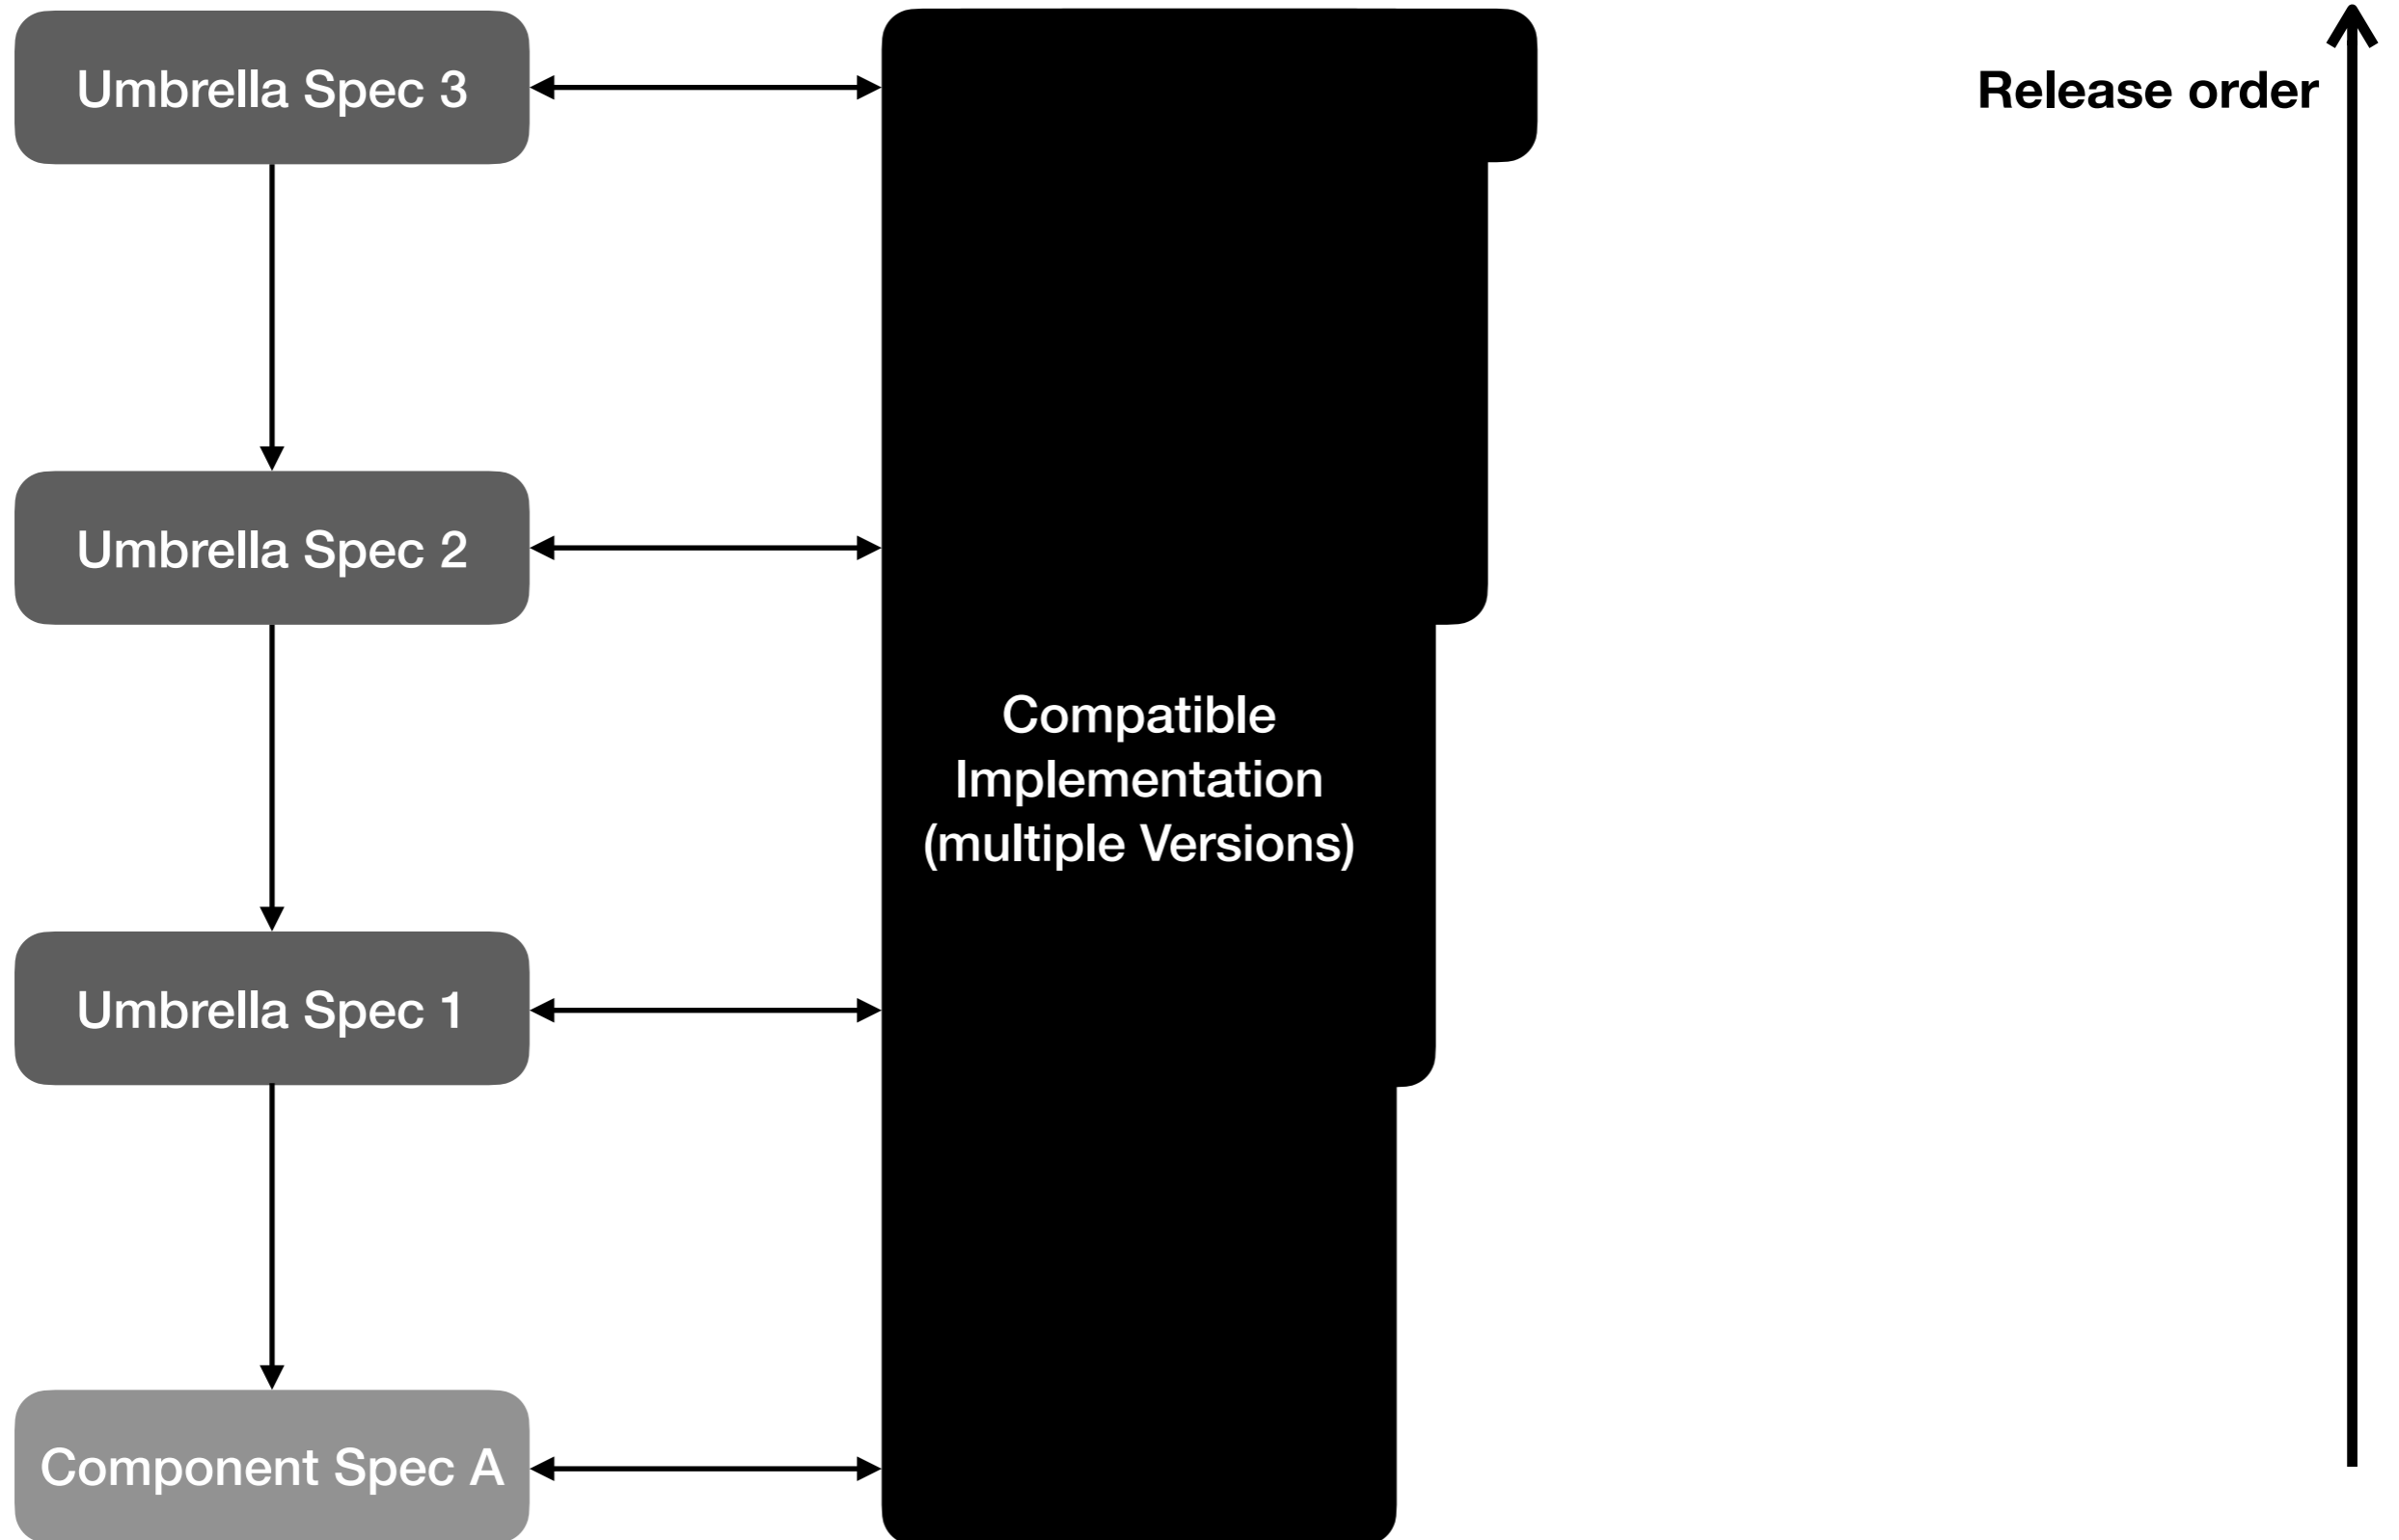 Umbrella Spec 3
Release order
Umbrella Spec 2
Compatible
Implementation
(multiple Versions)
Umbrella Spec 1
Component Spec A